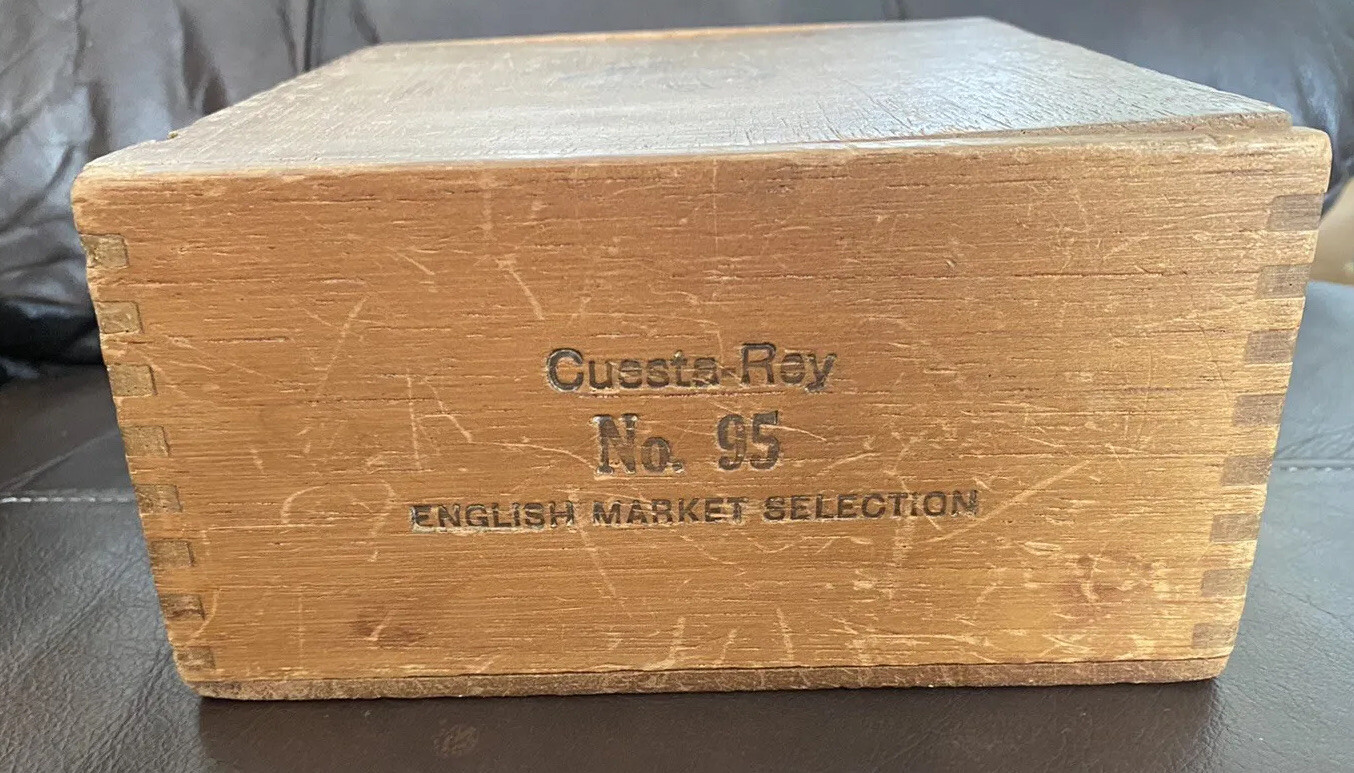 Cuesta-Rey
No. 95
ENGLISH MARKET SELECTION